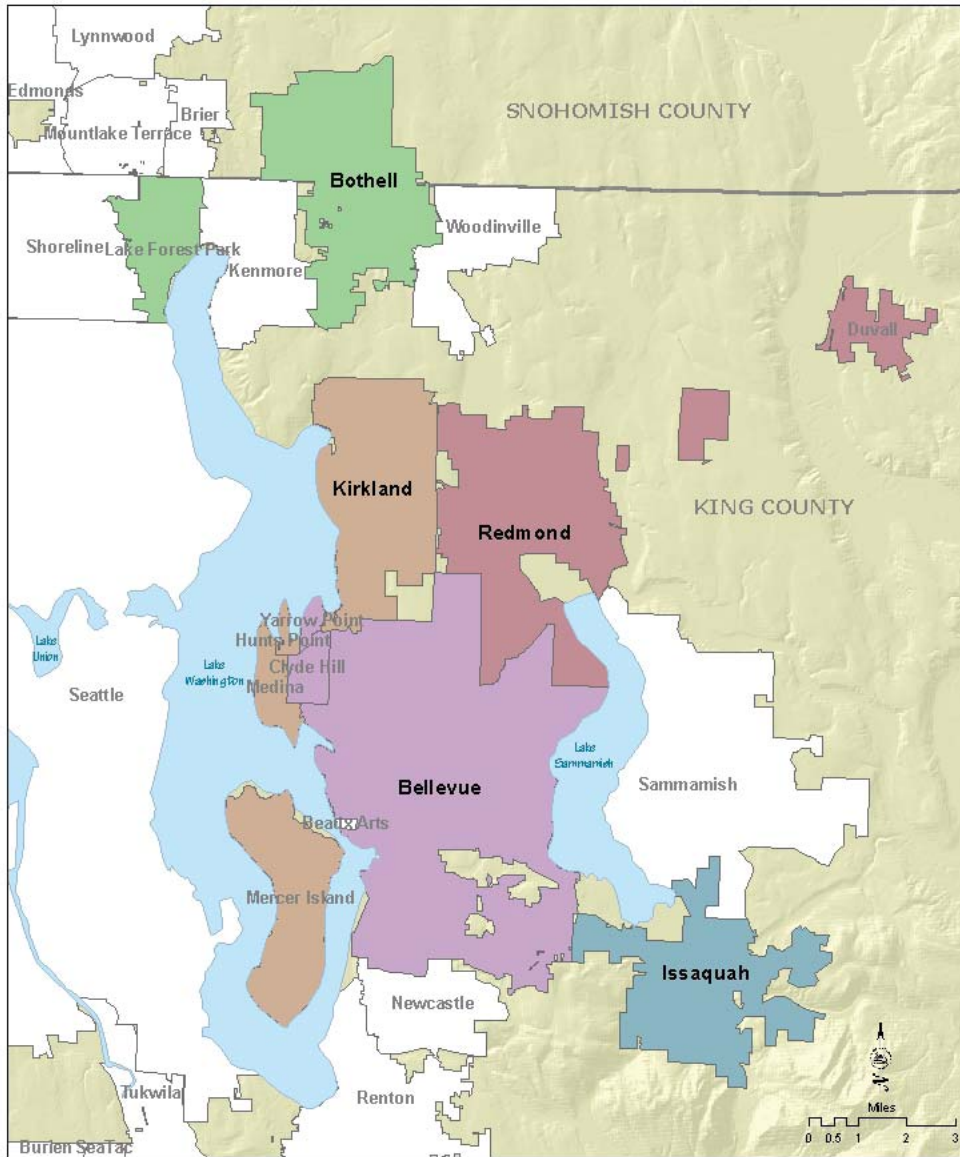 Lynnwood
Edmonds
SNOHOMISH COUNTY
Brier
Mountlake Terrace
Bothell
Woodinville
Shoreline
Lake Forest Park
Kenmore
Duvall
Kirkland
KING COUNTY
Redmond
Yarrow Point
Hunts Point
Lake
Union
Clyde Hill
Lake
Washington
Medina
Seattle
Lake
Sammamish
Sammamish
Bellevue
Beaux Arts
Mercer Island
Issaquah
Newcastle
N
Tukwila
Renton
Miles
0 0.5 1 2 3
Burien SeaTac